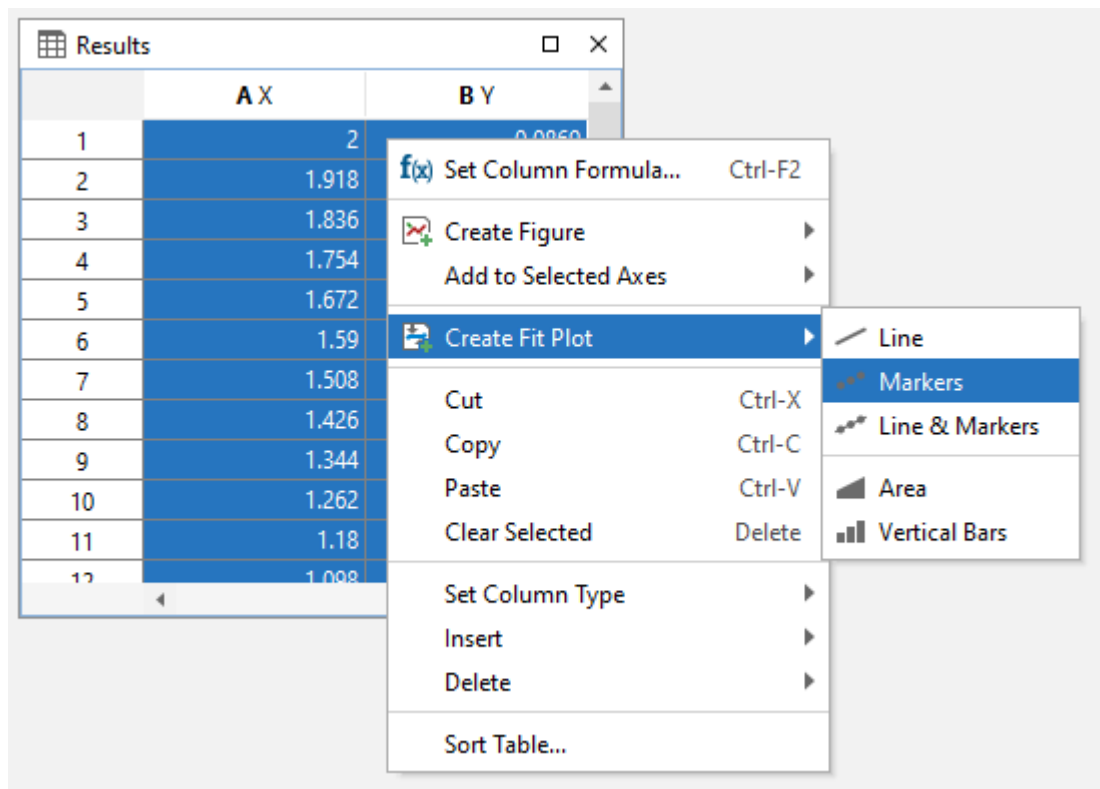 Results
A X B Y
1 2
2 1.918
3 1.836
4 1.754
5 1.672
6 1.59
7 1.508
8 1.426
9 1.344
10 1.262
11 1.18
12 1.098
f(x) Set Column Formula... Ctrl-F2
Create Figure
Add to Selected Axes
Create Fit Plot
Cut Ctrl-X
Copy Ctrl-C
Paste Ctrl-V
Clear Selected Delete
Set Column Type
Insert
Delete
Sort Table...
Line
Markers
Line & Markers
Area
Vertical Bars